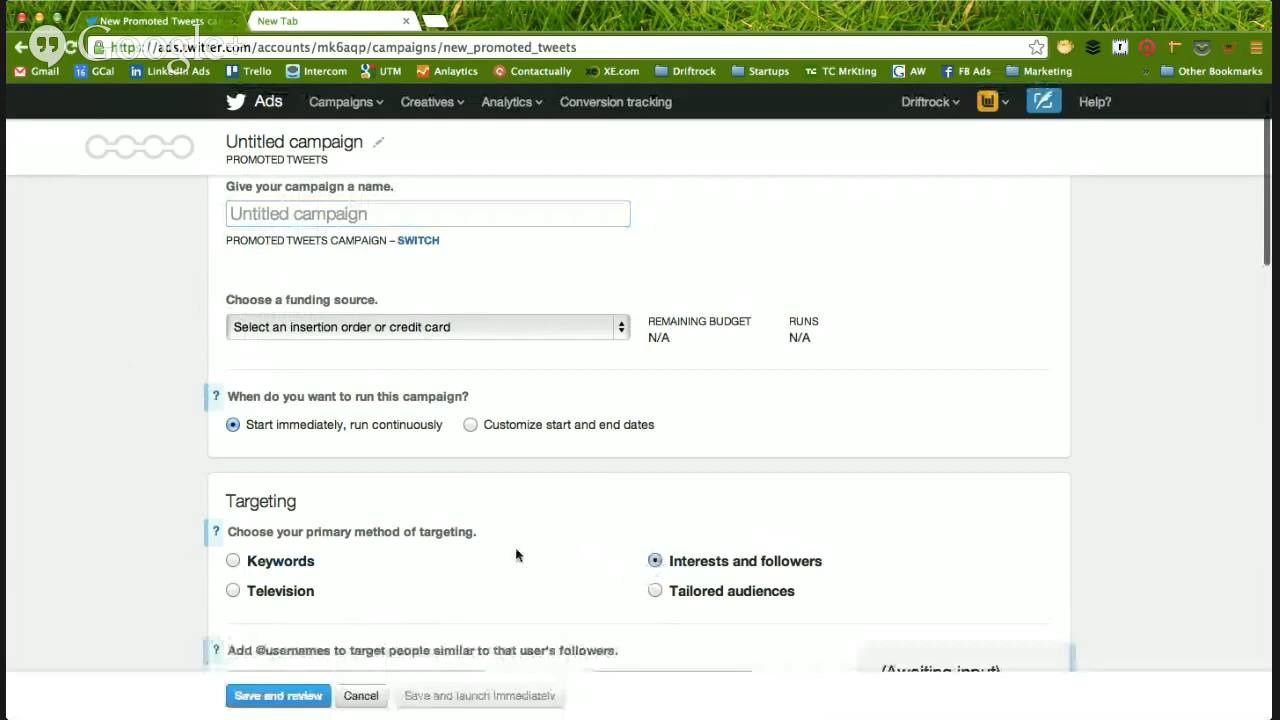 New Promoted Tweets ca
New Tab
Google+
https://ads.twitter.com/accounts/mk6aqp/campaigns/new_promoted_tweets
Gmail GCal LinkedIn Ads Trello Intercom UTM Anlaytics Contactually XE.com Driftrock Startups TC MrKting AW FB Ads Marketing » Other Bookmarks
Ads Campaigns Creatives Analytics Conversion tracking Driftrock Help?
Untitled campaign
PROMOTED TWEETS
Give your campaign a name.
Untitled campaign
PROMOTED TWEETS CAMPAIGN – SWITCH
Choose a funding source.
Select an insertion order or credit card
REMAINING BUDGET RUNS
N/A N/A
? When do you want to run this campaign?
Start immediately, run continuously Customize start and end dates
Targeting
? Choose your primary method of targeting.
Keywords Interests and followers
Television Tailored audiences
? Add @usernames to target people similar to that user's followers.
(Awaiting input)
Save and review Cancel Save and launch immediately